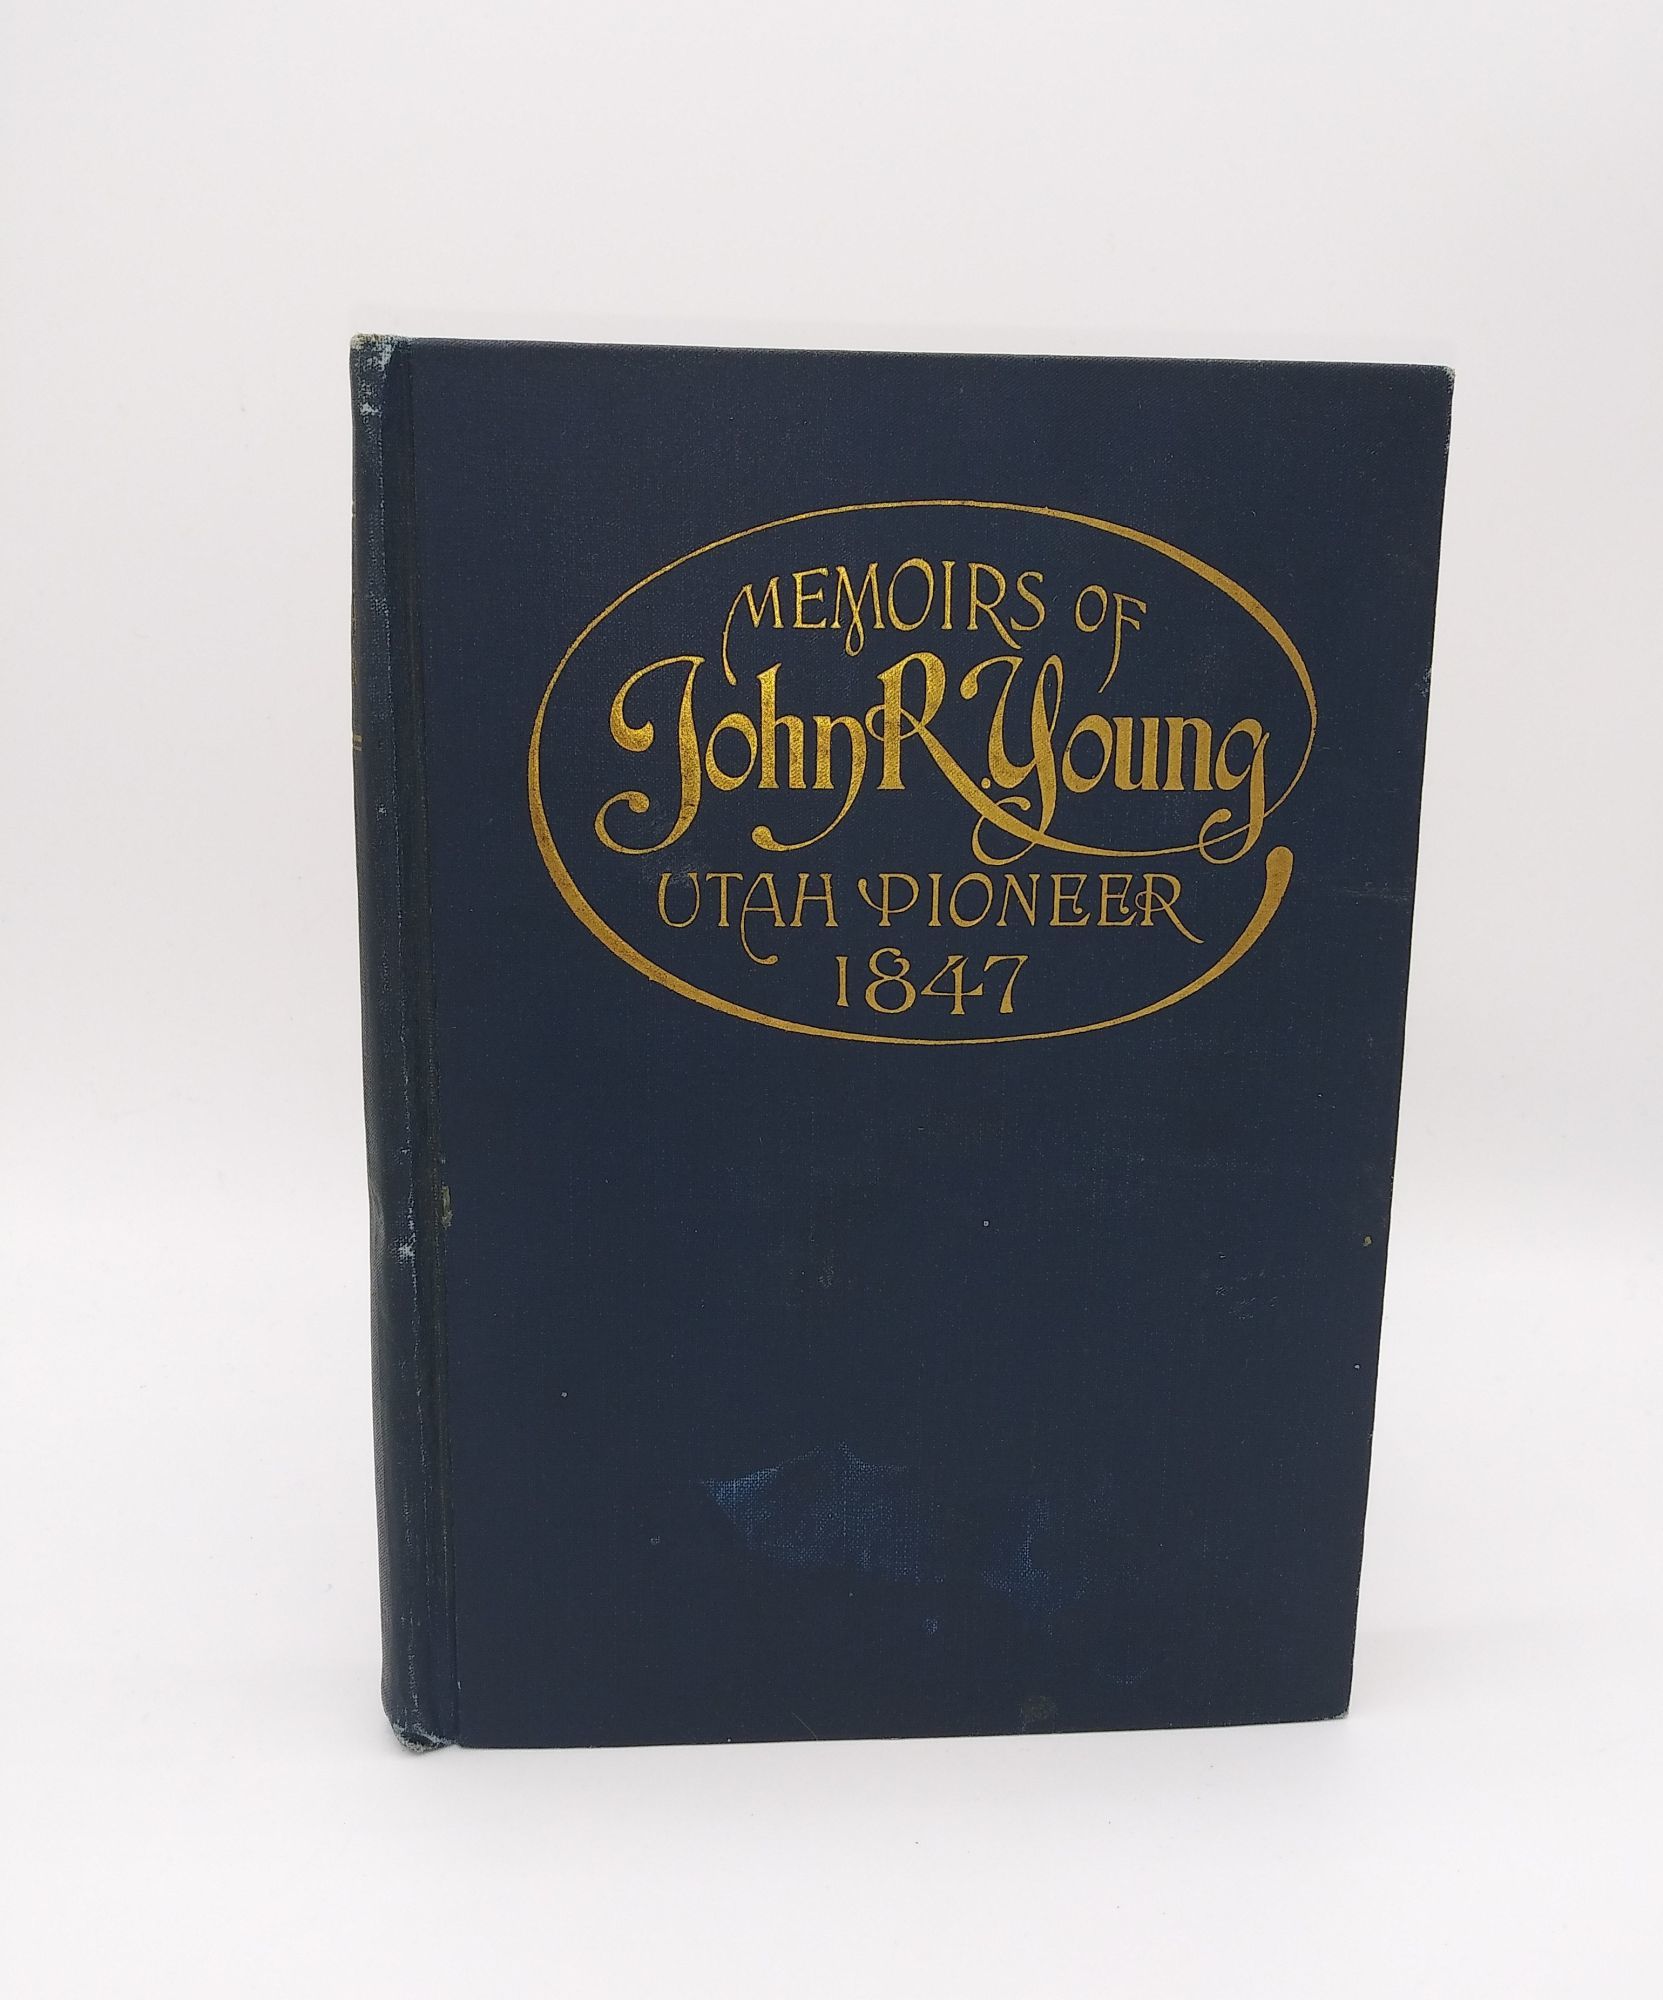 MEMOIRS OF
John R. Young
UTAH PIONEER
1847